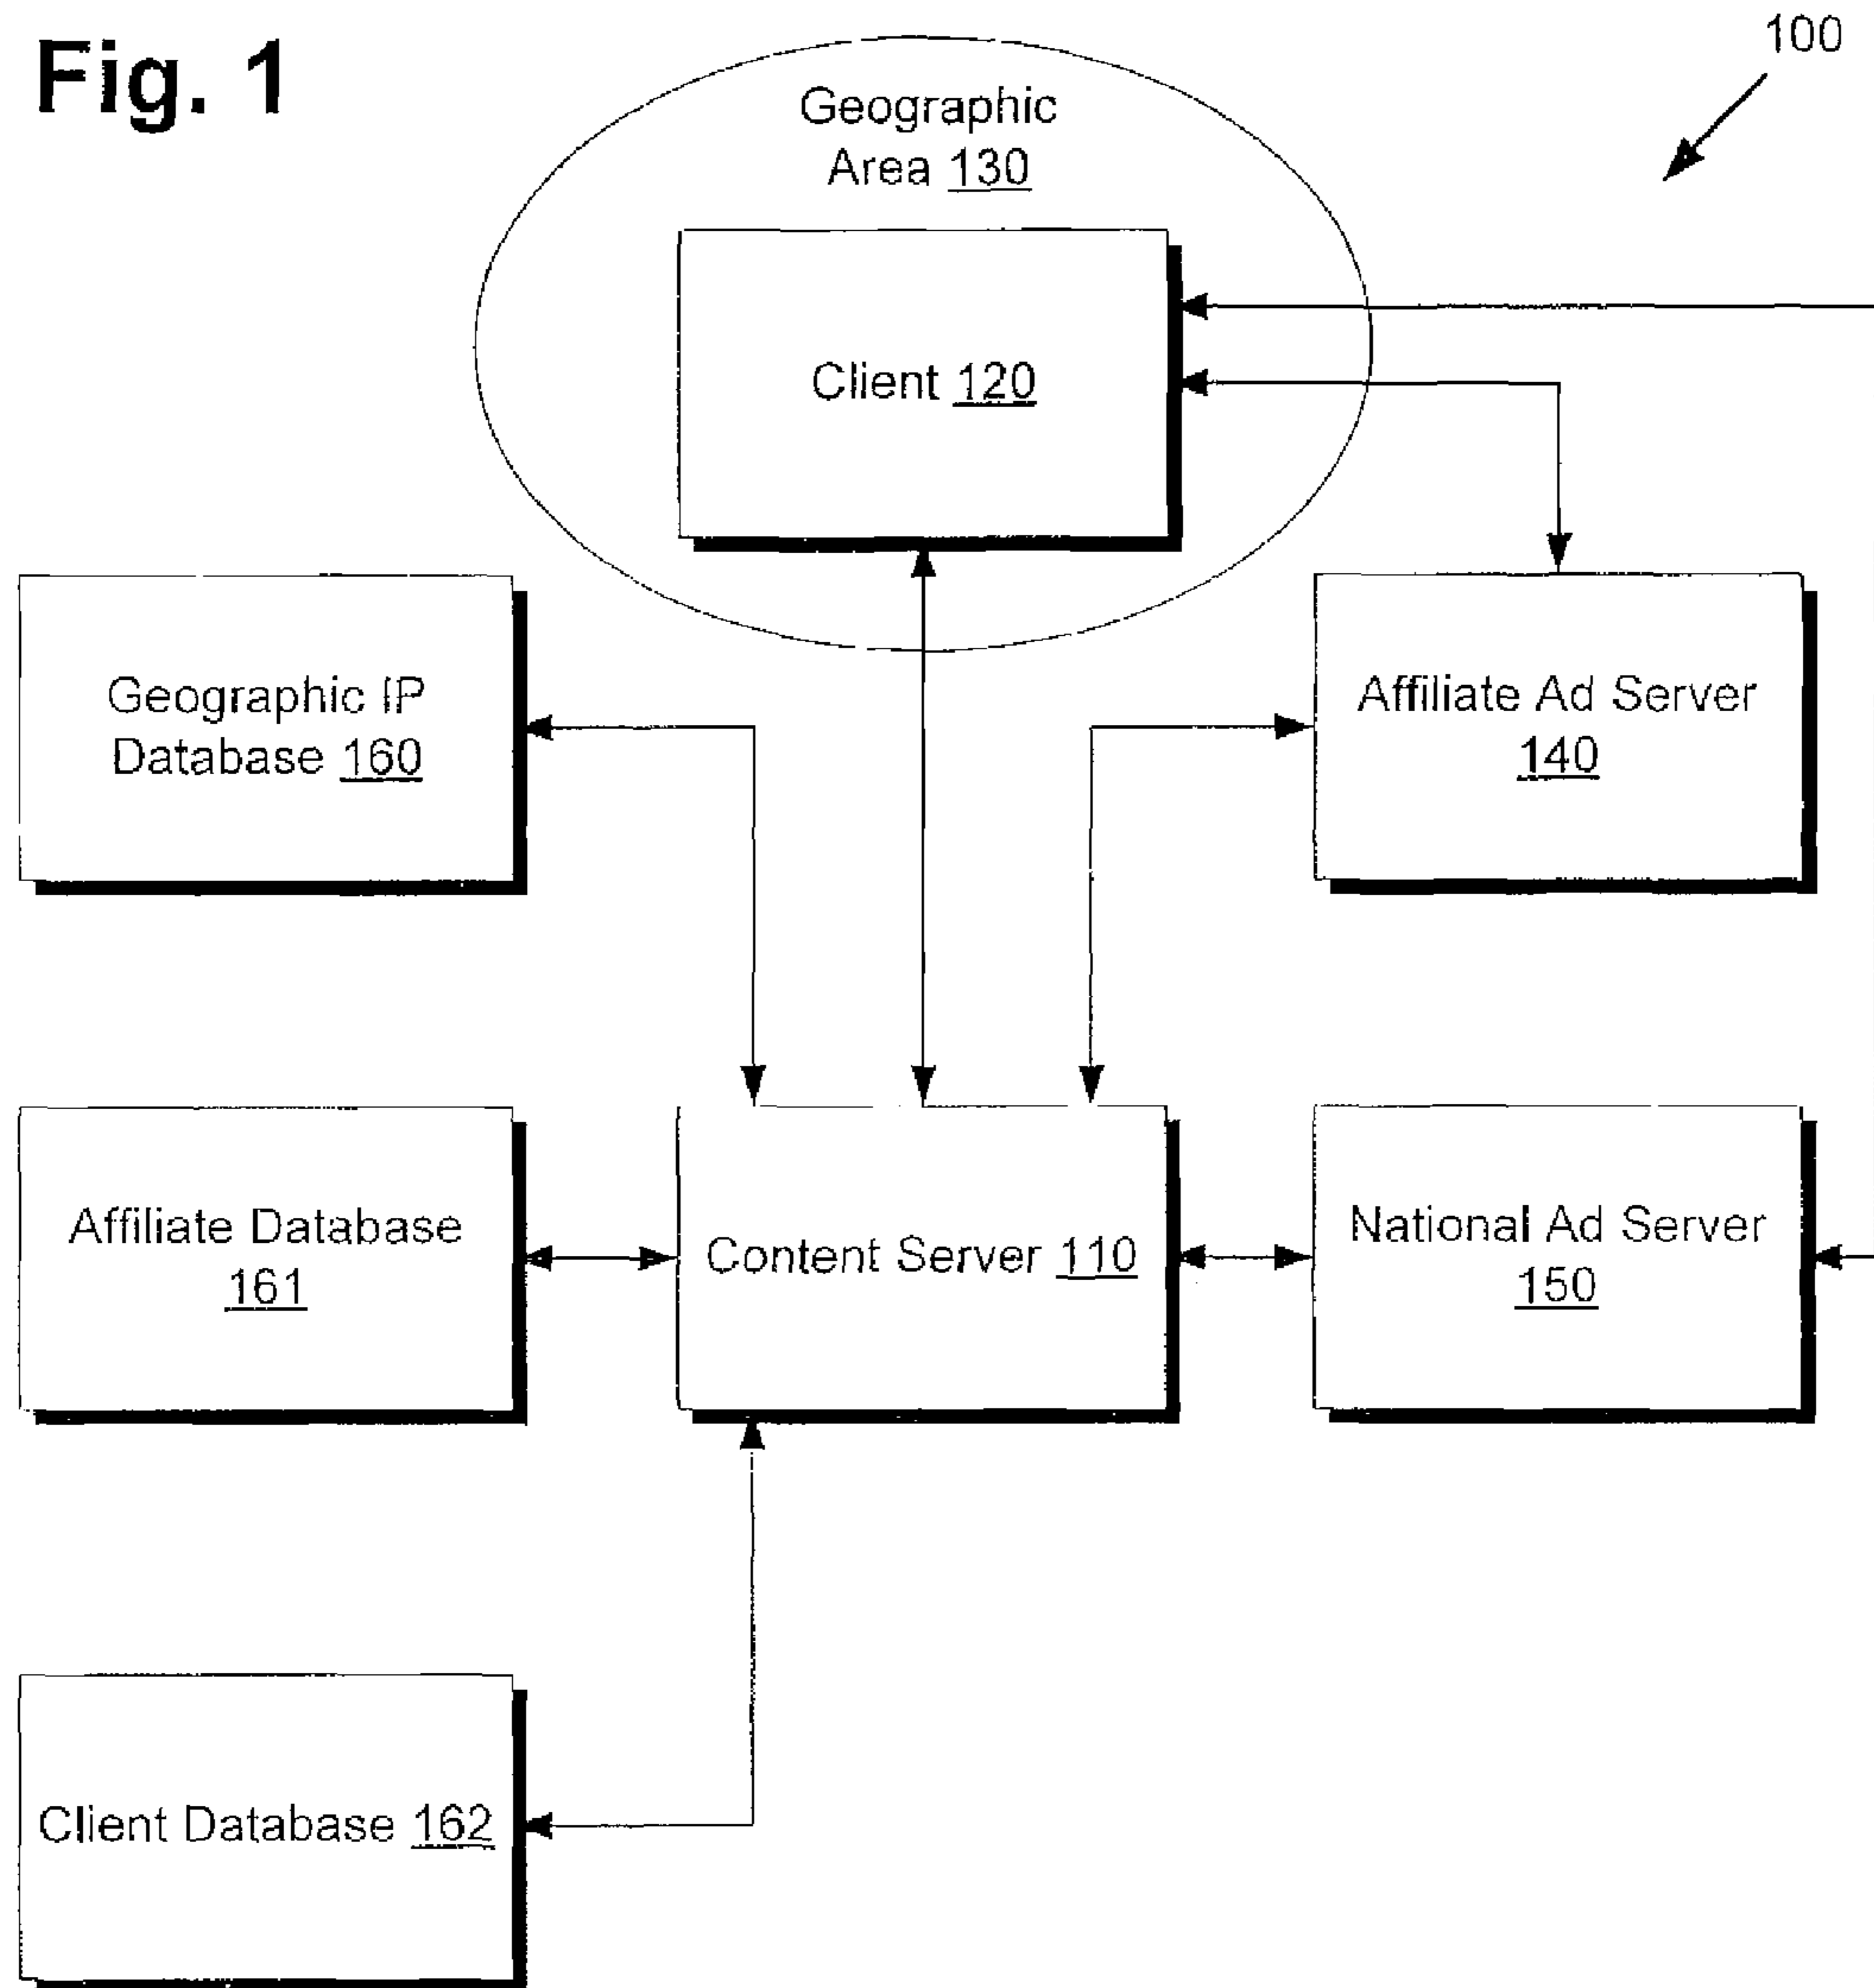 Fig. 1
100
Geographic
Area 130
Client 120
Geographic IP
Database 160
Affiliate Ad Server
140
Affiliate Database
161
Content Server 110
National Ad Server
150
Client Database 162